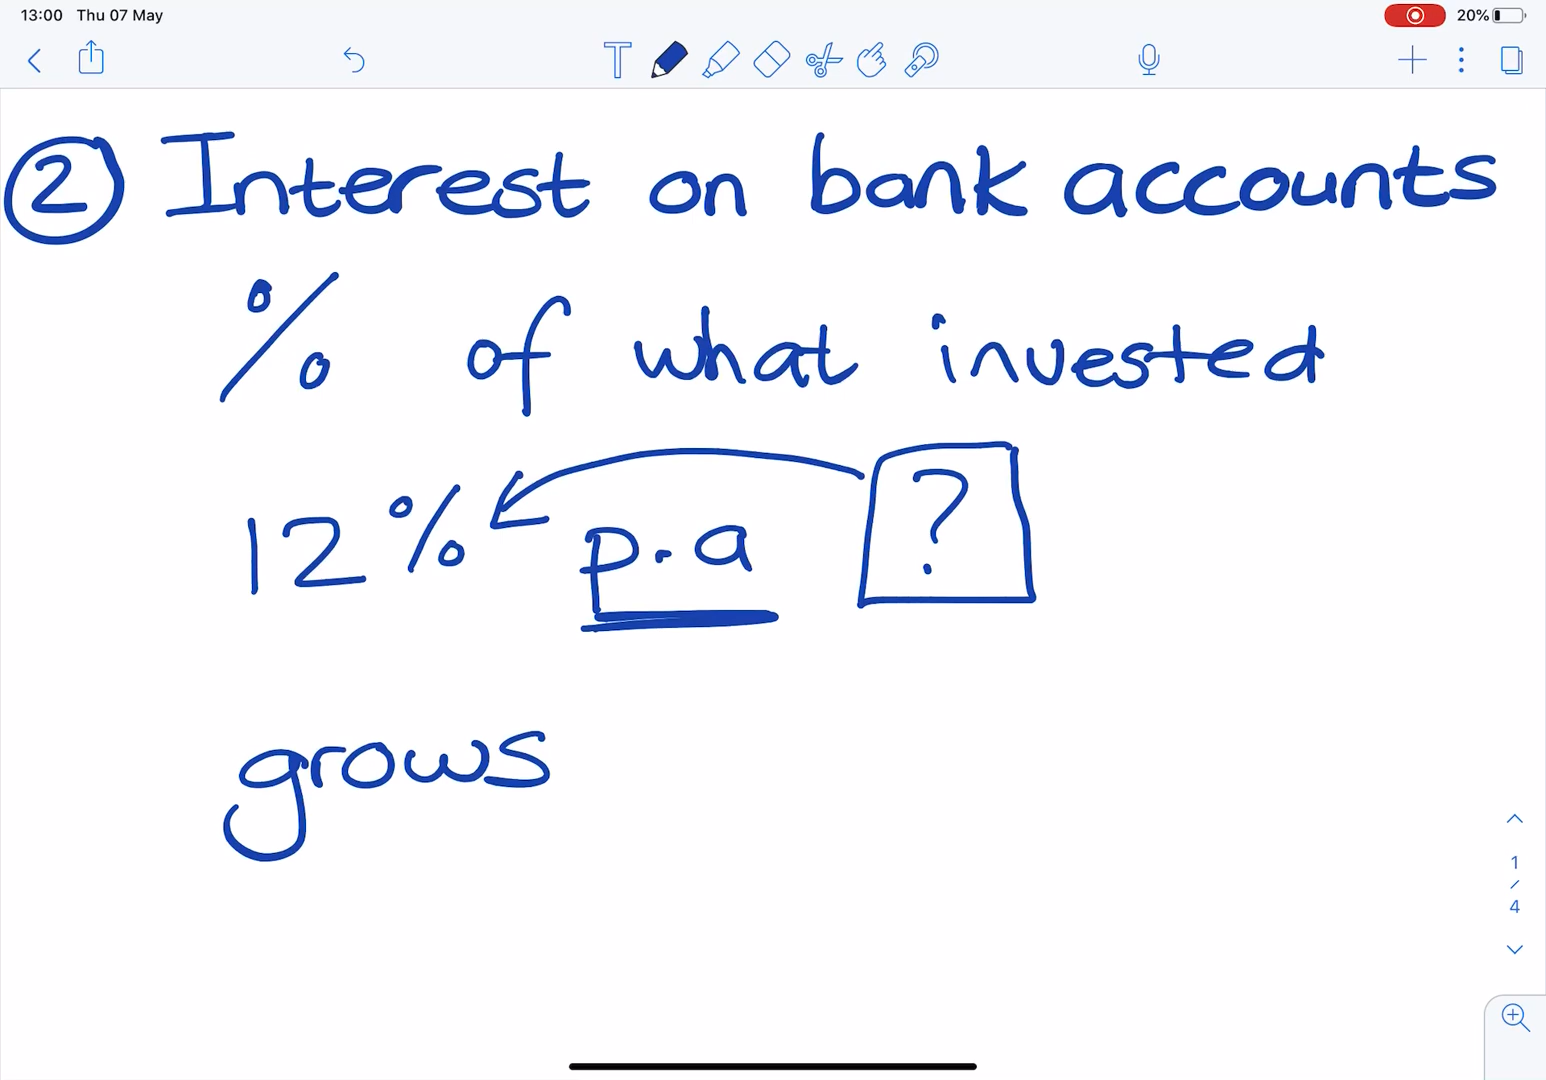 13:00 Thu 07 May
20%
T
② Interest on bank accounts
% of what invested
12% p.a ?
grows
1
/
4